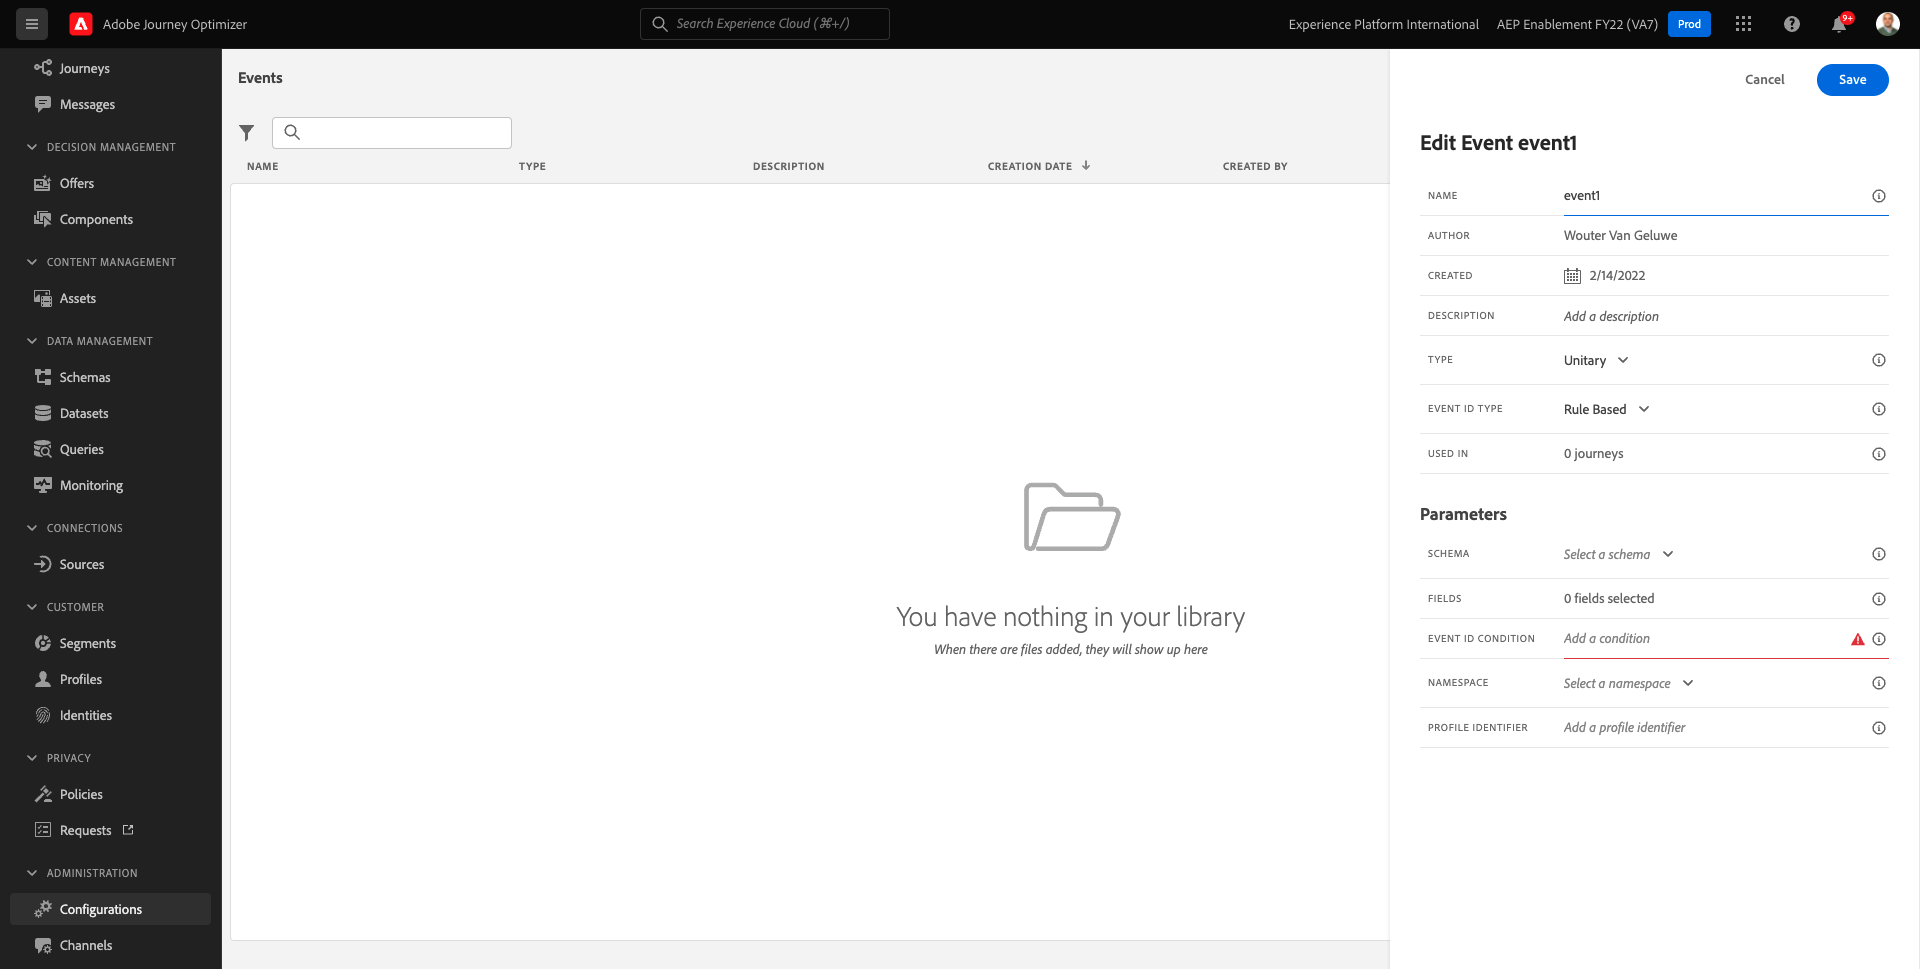 Adobe Journey Optimizer
Search Experience Cloud (⌘+/)
Experience Platform International
AEP Enablement FY22 (VA7)
Prod
9+
Journeys
Messages
DECISION MANAGEMENT
Offers
Components
CONTENT MANAGEMENT
Assets
DATA MANAGEMENT
Schemas
Datasets
Queries
Monitoring
CONNECTIONS
Sources
CUSTOMER
Segments
Profiles
Identities
PRIVACY
Policies
Requests
ADMINISTRATION
Configurations
Channels
Events
NAME TYPE DESCRIPTION CREATION DATE CREATED BY
You have nothing in your library
When there are files added, they will show up here
Cancel Save
Edit Event event1
NAME event1
AUTHOR Wouter Van Geluwe
CREATED 2/14/2022
DESCRIPTION Add a description
TYPE Unitary
EVENT ID TYPE Rule Based
USED IN 0 journeys
Parameters
SCHEMA Select a schema
FIELDS 0 fields selected
EVENT ID CONDITION Add a condition
NAMESPACE Select a namespace
PROFILE IDENTIFIER Add a profile identifier